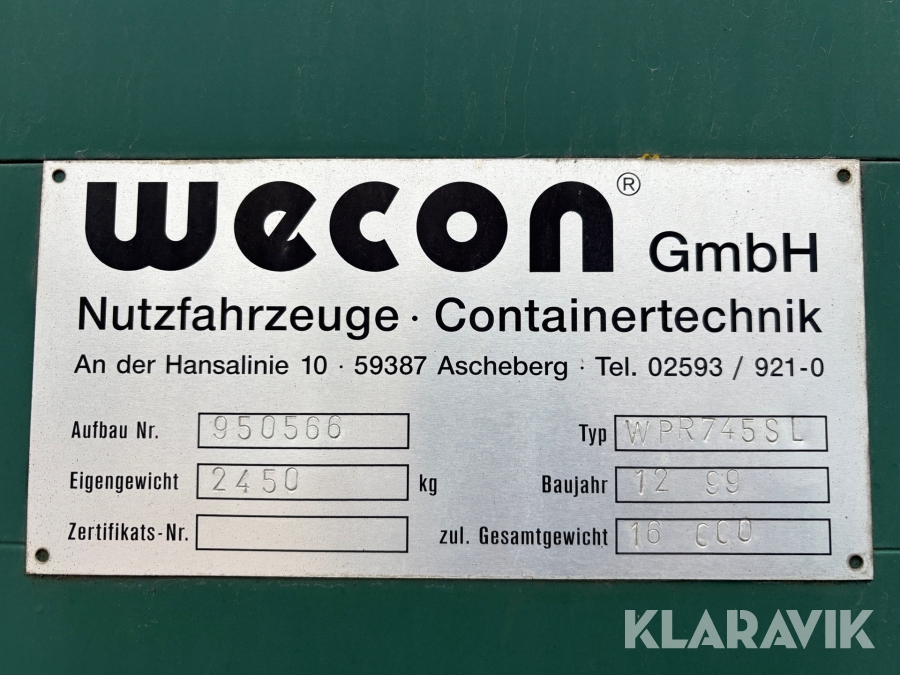 wecon® GmbH
Nutzfahrzeuge · Containertechnik
An der Hansalinie 10 · 59387 Ascheberg · Tel. 02593 / 921-0
Aufbau Nr. 950566 Typ WPR745SL
Eigengewicht 2450 kg Baujahr 12 99
Zertifikats-Nr. zul. Gesamtgewicht 16 000
KLARAVIK